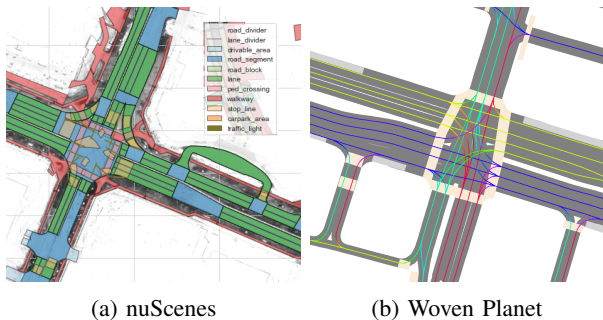 road_divider
lane_divider
drivable_area
road_segment
road_block
lane
ped_crossing
walkway
stop_line
carpark_area
traffic_light
(a) nuScenes
(b) Woven Planet